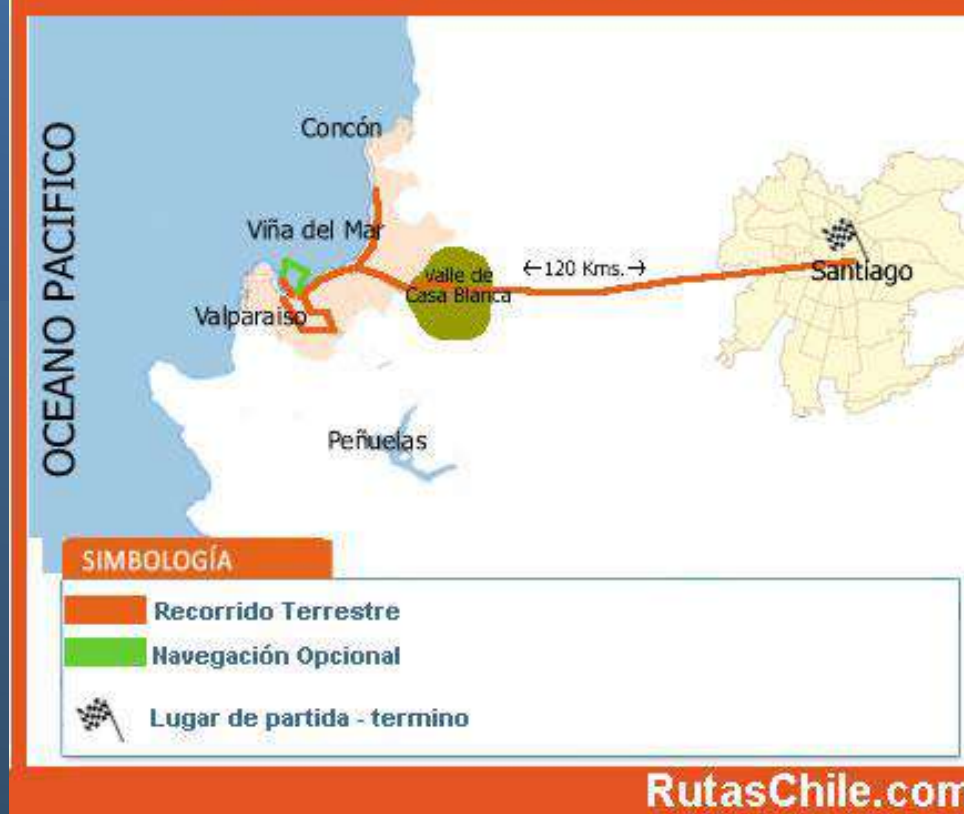 OCEANO PACIFICO
Concón
Viña del Mar
Valparaiso
Valle de
Casa Blanca
←120 Kms.→
Santiago
Peñuelas
SIMBOLOGÍA
Recorrido Terrestre
Navegación Opcional
Lugar de partida - termino
RutasChile.com